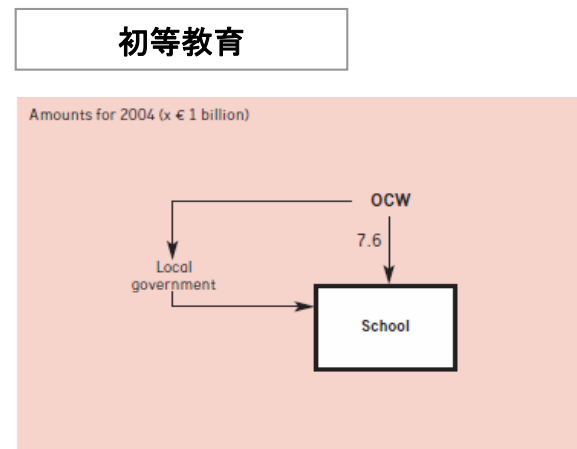 初等教育
Amounts for 2004 (x € 1 billion)
OCW
7.6
Local
government
School